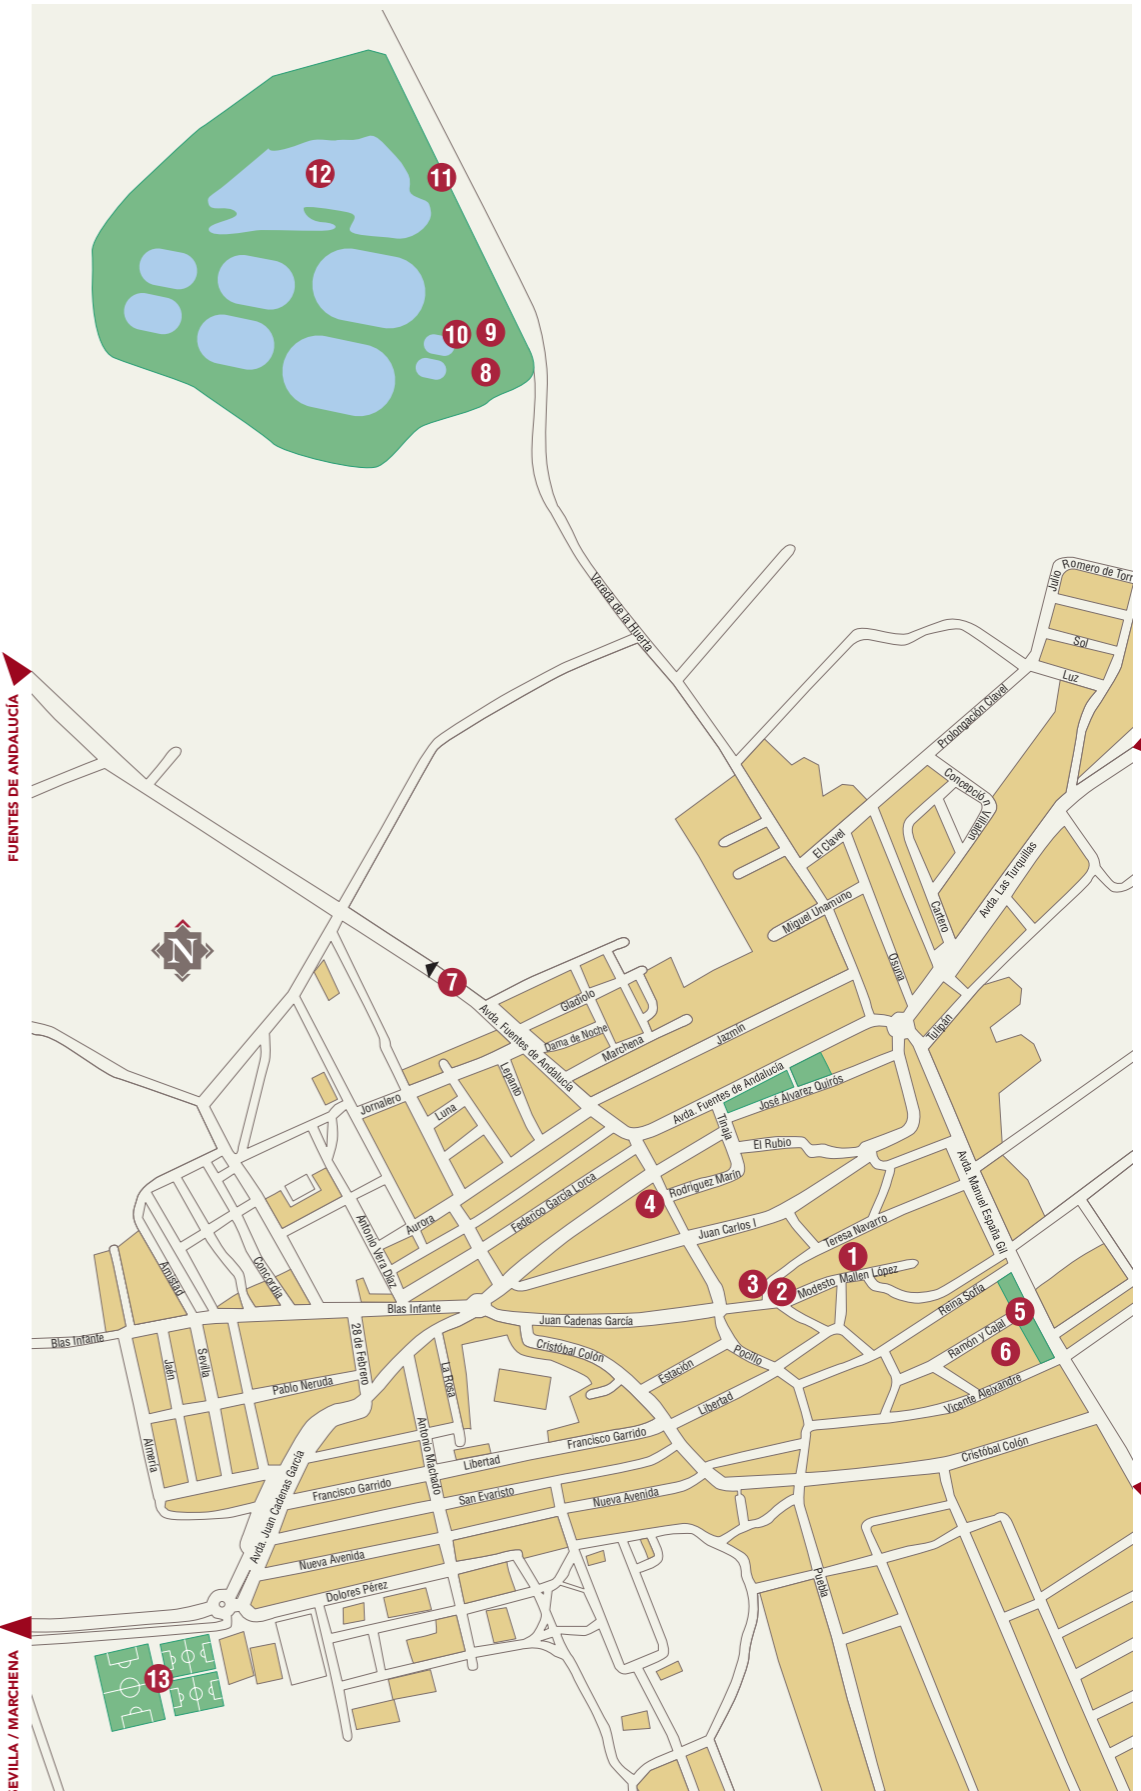 12
11
10
9
8
Vereda de la Huerta
Julio
Romero de Torr
Sol
Luz
FUENTES DE ANDALUCÍA
Prolongación Clavel
Concepción
Villalón
El Clavel
Avda. Las Turquillas
Miguel Unamuno
Cartero
N
Osuna
7
Gladiolo
Avda. Fuentes de Andalucía
Dama de Noche
Marchena
Jazmín
Tulipán
Lepanto
Avda. Fuentes de Andalucía
José Alvarez Quirós
Jornalero
Luna
Tinaja
El Rubio
Avda. Manuel España Gil
Rodríguez Marín
4
Federico García Lorca
Aurora
Antonio Vera Díaz
Juan Carlos I
Teresa Navarro
1
Modesto Mallen López
3
2
Amistad
Concordia
Blas Infante
Blas Infante
Juan Cadenas García
Reina Sofía
5
Ramón y Cajal
6
28 de Febrero
Jaén
Sevilla
Cristóbal Colón
Pocillo
Estación
La Rosa
Pablo Neruda
Vicente Aleixandre
Libertad
Almería
Antonio Machado
Francisco Garrido
Cristóbal Colón
Libertad
Francisco Garrido
San Evaristo
Nueva Avenida
Avda. Juan Cadenas García
Nueva Avenida
Dolores Pérez
Puebla
13
SEVILLA / MARCHENA